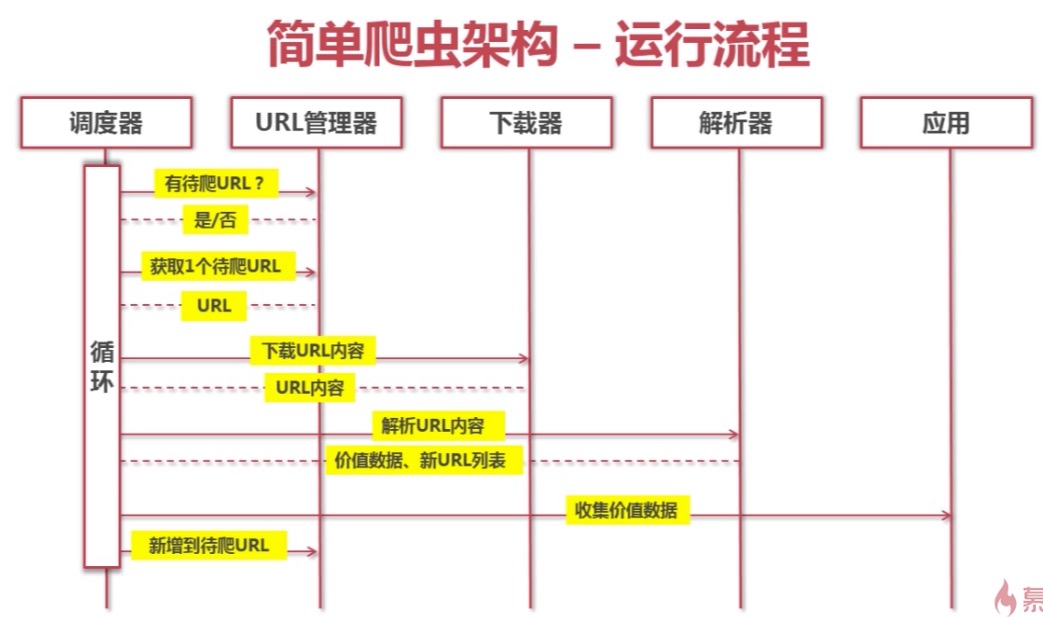 简单爬虫架构 – 运行流程
调度器
URL管理器
下载器
解析器
应用
有待爬URL？
是/否
获取1个待爬URL
URL
下载URL内容
URL内容
解析URL内容
价值数据、新URL列表
收集价值数据
新增到待爬URL
循
环
慕